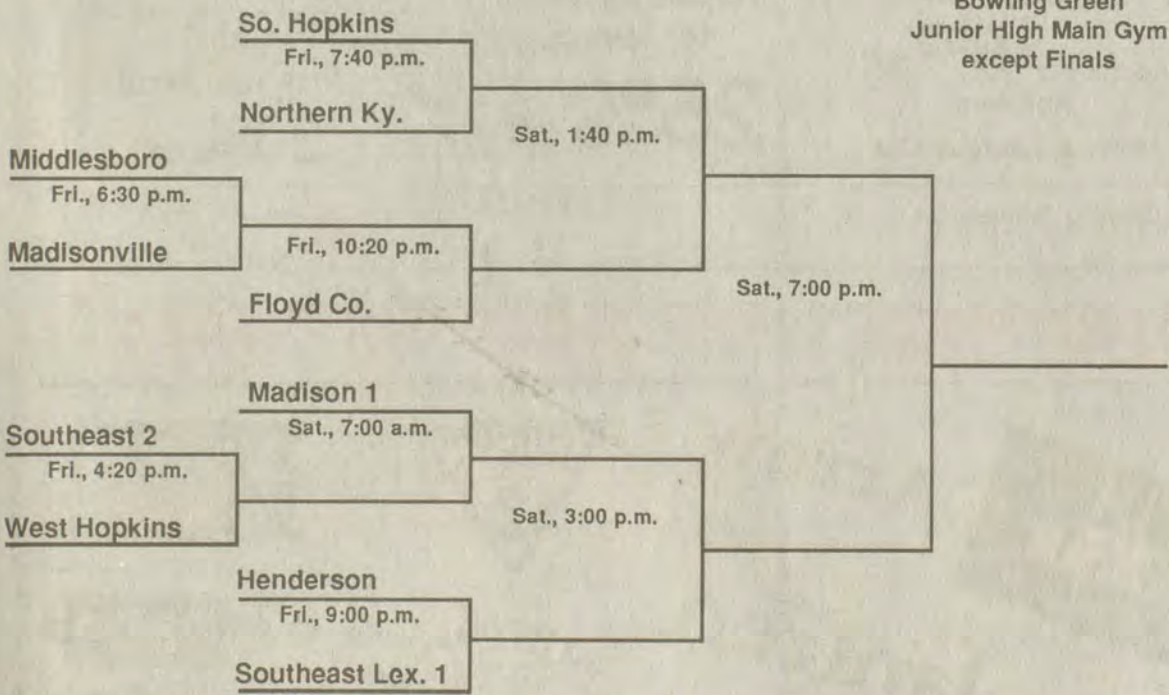 Bowling Green
Junior High Main Gym
except Finals
So. Hopkins
Fri., 7:40 p.m.
Northern Ky.
Sat., 1:40 p.m.
Middlesboro
Fri., 6:30 p.m.
Madisonville
Fri., 10:20 p.m.
Floyd Co.
Sat., 7:00 p.m.
Madison 1
Sat., 7:00 a.m.
Southeast 2
Fri., 4:20 p.m.
West Hopkins
Sat., 3:00 p.m.
Henderson
Fri., 9:00 p.m.
Southeast Lex. 1